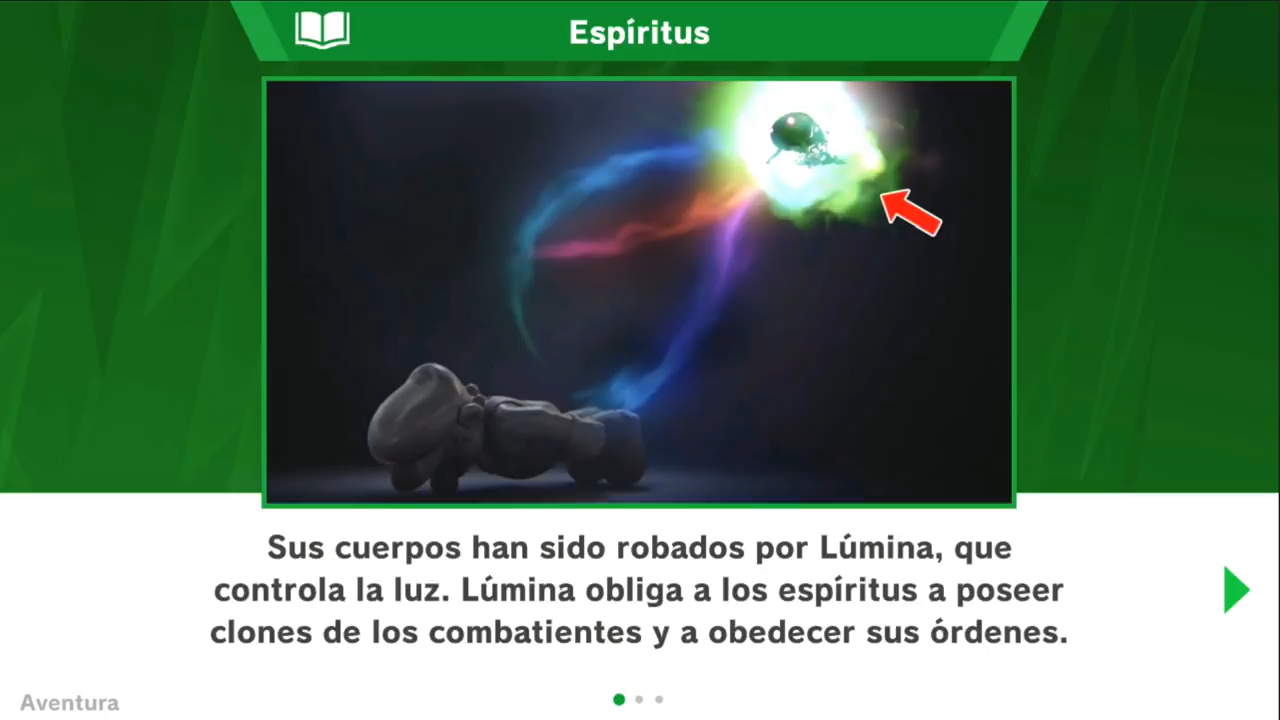 Espíritus
Sus cuerpos han sido robados por Lúmina, que
controla la luz. Lúmina obliga a los espíritus a poseer
clones de los combatientes y a obedecer sus órdenes.
Aventura